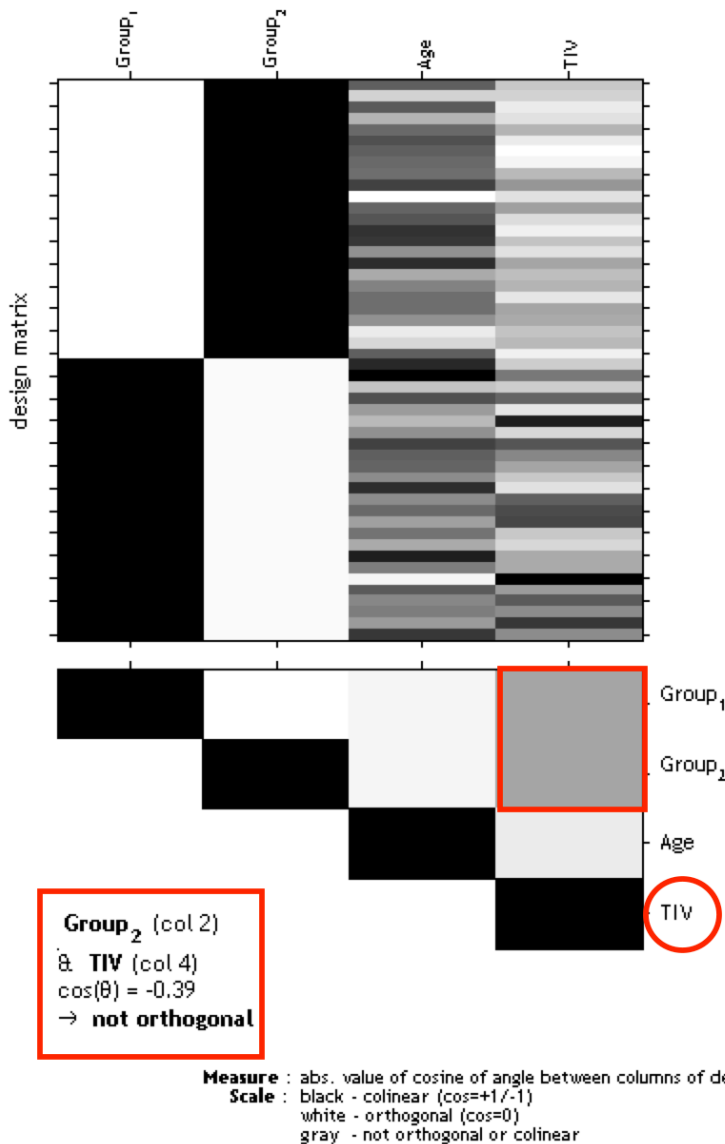 Group1
Group2
Age
TIV
design matrix
Group1
Group2
Age
TIV
Group2 (col 2)
& TIV (col 4)
cos(θ) = -0.39
→ not orthogonal
Measure : abs. value of cosine of angle between columns of de
Scale : black - colinear (cos=+1/-1)
white - orthogonal (cos=0)
gray - not orthogonal or colinear